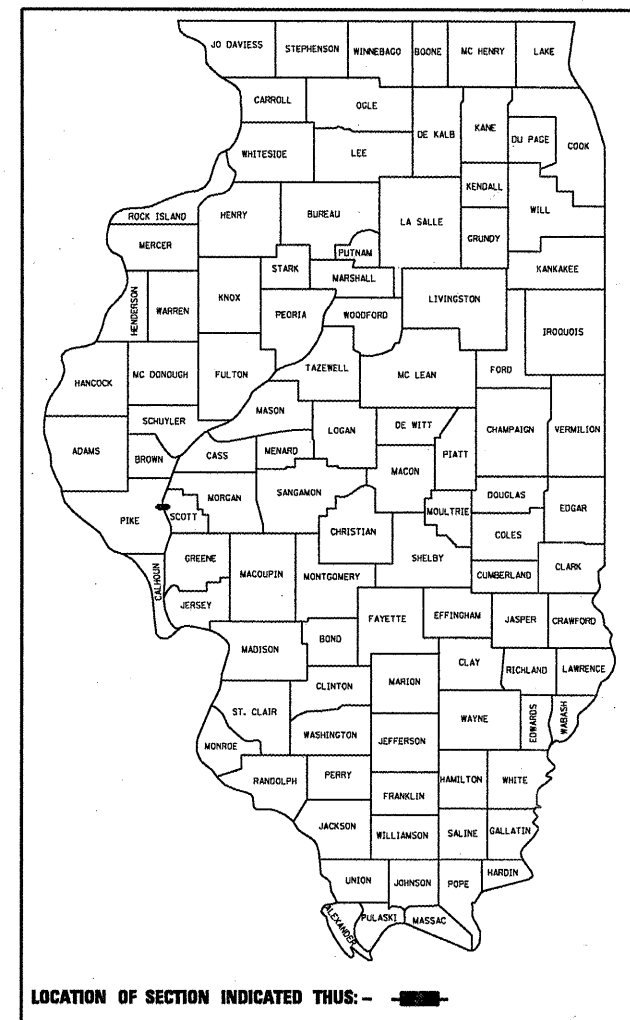 JO DAVIESS STEPHENSON WINNEBAGO BOONE MC HENRY LAKE
CARROLL OGLE DE KALB KANE DU PAGE COOK
WHITESIDE LEE
KENDALL WILL
ROCK ISLAND HENRY BUREAU LA SALLE
MERCER PUTNAM GRUNDY
STARK MARSHALL KANKAKEE
HENDERSON WARREN KNOX PEORIA WOODFORD LIVINGSTON IROQUOIS
HANCOCK MC DONOUGH FULTON TAZEWELL MC LEAN FORD
MASON
SCHUYLER LOGAN DE WITT CHAMPAIGN VERMILION
ADAMS BROWN CASS MENARD MACON PIATT
PIKE SCOTT MORGAN SANGAMON CHRISTIAN MOULTRIE DOUGLAS EDGAR
COLES
CALHOUN GREENE MACOUPIN MONTGOMERY SHELBY CUMBERLAND CLARK
JERSEY
FAYETTE EFFINGHAM JASPER CRAWFORD
MADISON BOND
CLAY RICHLAND LAWRENCE
CLINTON MARION
ST. CLAIR WAYNE EDWARDS WABASH
MONROE WASHINGTON JEFFERSON
RANDOLPH PERRY HAMILTON WHITE
FRANKLIN
JACKSON WILLIAMSON SALINE GALLATIN
HARDIN
UNION JOHNSON POPE
ALEXANDER PULASKI MASSAC
LOCATION OF SECTION INDICATED THUS: -